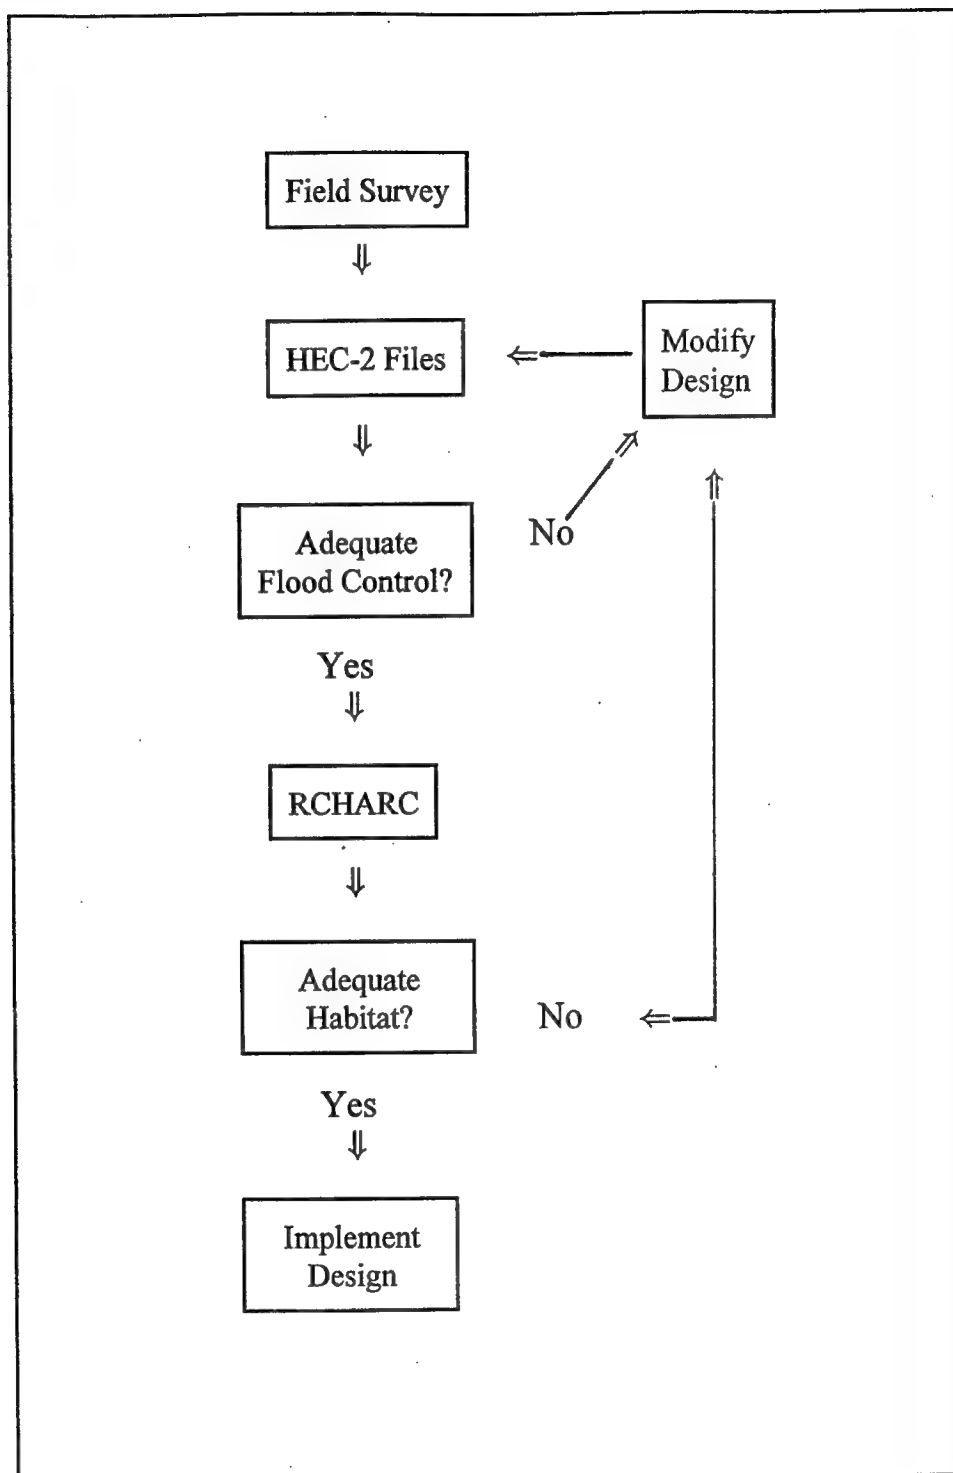 Field Survey
HEC-2 Files
Modify
Design
Adequate
Flood Control?
No
Yes
RCHARC
Adequate
Habitat?
No
Yes
Implement
Design